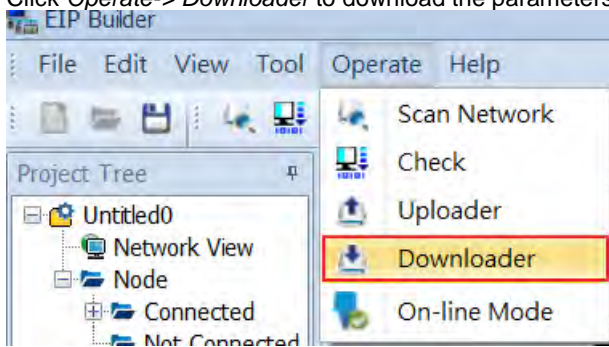 Click Operate-> Downloader to download the parameters
EIP Builder
File Edit View Tool Operate Help
Scan Network
Check
Uploader
Downloader
On-line Mode
Project Tree
Untitled0
Network View
Node
Connected
Not Connected